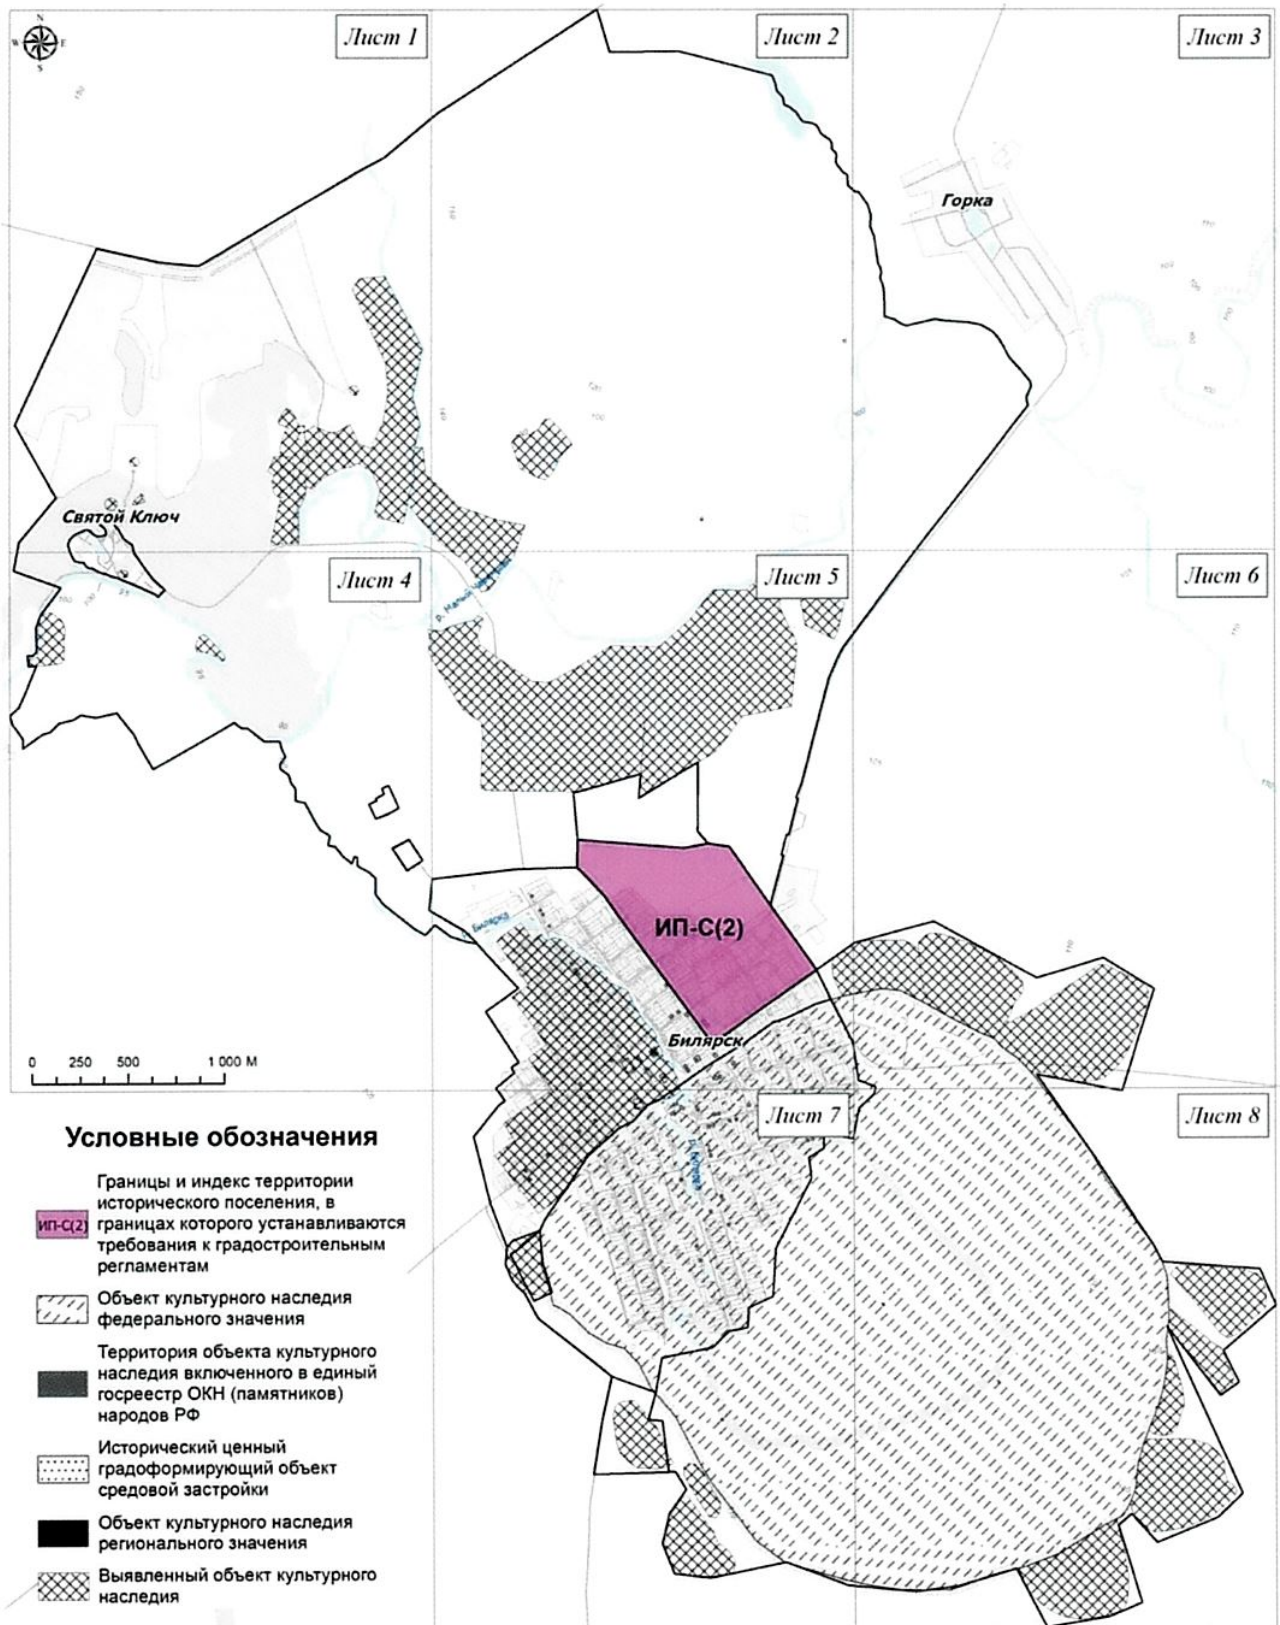 N
W
E
S
Лист 1
Лист 2
Лист 3
Горка
Святой Ключ
Лист 4
Лист 5
Лист 6
ИП-С(2)
Билярск
0 250 500 1 000 М
Лист 7
Лист 8
Условные обозначения
ИП-С(2)
Границы и индекс территории
исторического поселения, в
границах которого устанавливаются
требования к градостроительным
регламентам
Объект культурного наследия
федерального значения
Территория объекта культурного
наследия включенного в единый
госреестр ОКН (памятников)
народов РФ
Исторический ценный
градоформирующий объект
средовой застройки
Объект культурного наследия
регионального значения
Выявленный объект культурного
наследия